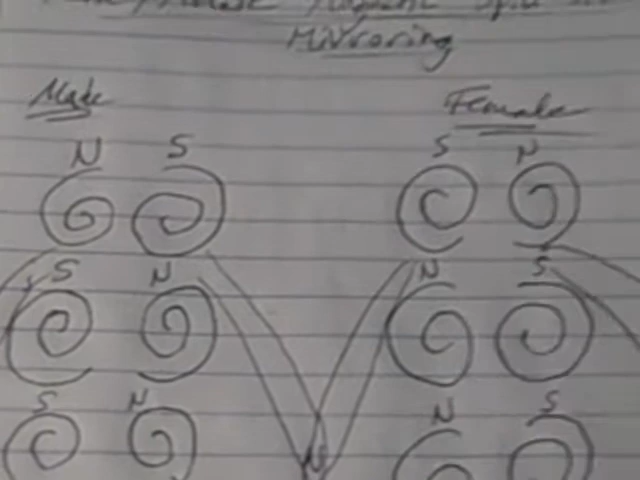 Mirroring
Male Female
N S S N
S N N S
S N N S
N